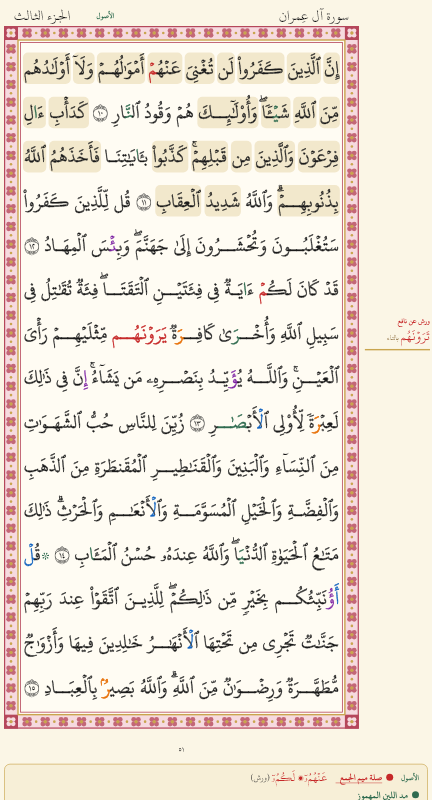 سورة آل عمران
الأصول
الجزء الثالث
إِنَّ ٱلَّذِينَ كَفَرُوا۟ لَن تُغْنِىَ عَنْهُمْ أَمْوَٰلُهُمْ وَلَآ أَوْلَـٰدُهُم
مِّنَ ٱللَّهِ شَيْـًٔا ۖ وَأُو۟لَـٰٓئِكَ هُمْ وَقُودُ ٱلنَّارِ ١٠ كَدَأْبِ ءَالِ
فِرْعَوْنَ وَٱلَّذِينَ مِن قَبْلِهِمْ ۚ كَذَّبُوا۟ بِـَٔايَـٰتِنَا فَأَخَذَهُمُ ٱللَّهُ
بِذُنُوبِهِمْ ۗ وَٱللَّهُ شَدِيدُ ٱلْعِقَابِ ١١ قُل لِّلَّذِينَ كَفَرُوا۟
سَتُغْلَبُونَ وَتُحْشَرُونَ إِلَىٰ جَهَنَّمَ ۚ وَبِئْسَ ٱلْمِهَادُ ١٢
قَدْ كَانَ لَكُمْ ءَايَةٌ فِى فِئَتَيْنِ ٱلْتَقَتَا ۖ فِئَةٌ تُقَـٰتِلُ فِى
سَبِيلِ ٱللَّهِ وَأُخْرَىٰ كَافِرَةٌ يَرَوْنَهُم مِّثْلَيْهِمْ رَأْىَ
ٱلْعَيْنِ ۚ وَٱللَّهُ يُؤَيِّدُ بِنَصْرِهِۦ مَن يَشَآءُ ۗ إِنَّ فِى ذَٰلِكَ
لَعِبْرَةً لِّأُو۟لِى ٱلْأَبْصَـٰرِ ١٣ زُيِّنَ لِلنَّاسِ حُبُّ ٱلشَّهَوَٰتِ
مِنَ ٱلنِّسَآءِ وَٱلْبَنِينَ وَٱلْقَنَـٰطِيرِ ٱلْمُقَنطَرَةِ مِنَ ٱلذَّهَبِ
وَٱلْفِضَّةِ وَٱلْخَيْلِ ٱلْمُسَوَّمَةِ وَٱلْأَنْعَـٰمِ وَٱلْحَرْثِ ۗ ذَٰلِكَ
مَتَـٰعُ ٱلْحَيَوٰةِ ٱلدُّنْيَا ۖ وَٱللَّهُ عِندَهُۥ حُسْنُ ٱلْمَـَٔابِ ١٤ ۞ قُلْ
أَؤُنَبِّئُكُم بِخَيْرٍ مِّن ذَٰلِكُمْ ۚ لِلَّذِينَ ٱتَّقَوْا۟ عِندَ رَبِّهِمْ
جَنَّـٰتٌ تَجْرِى مِن تَحْتِهَا ٱلْأَنْهَـٰرُ خَـٰلِدِينَ فِيهَا وَأَزْوَٰجٌ
مُّطَهَّرَةٌ وَرِضْوَٰنٌ مِّنَ ٱللَّهِ ۗ وَٱللَّهُ بَصِيرٌۢ بِٱلْعِبَادِ ١٥
ورش عن نافع
تَرَوْنَهُم بالتاء
٥١
الأصول
صلة ميم الجمع عَنْهُمُۥٓ • لَكُمُۥٓ (ورش)
مد اللين المهموز